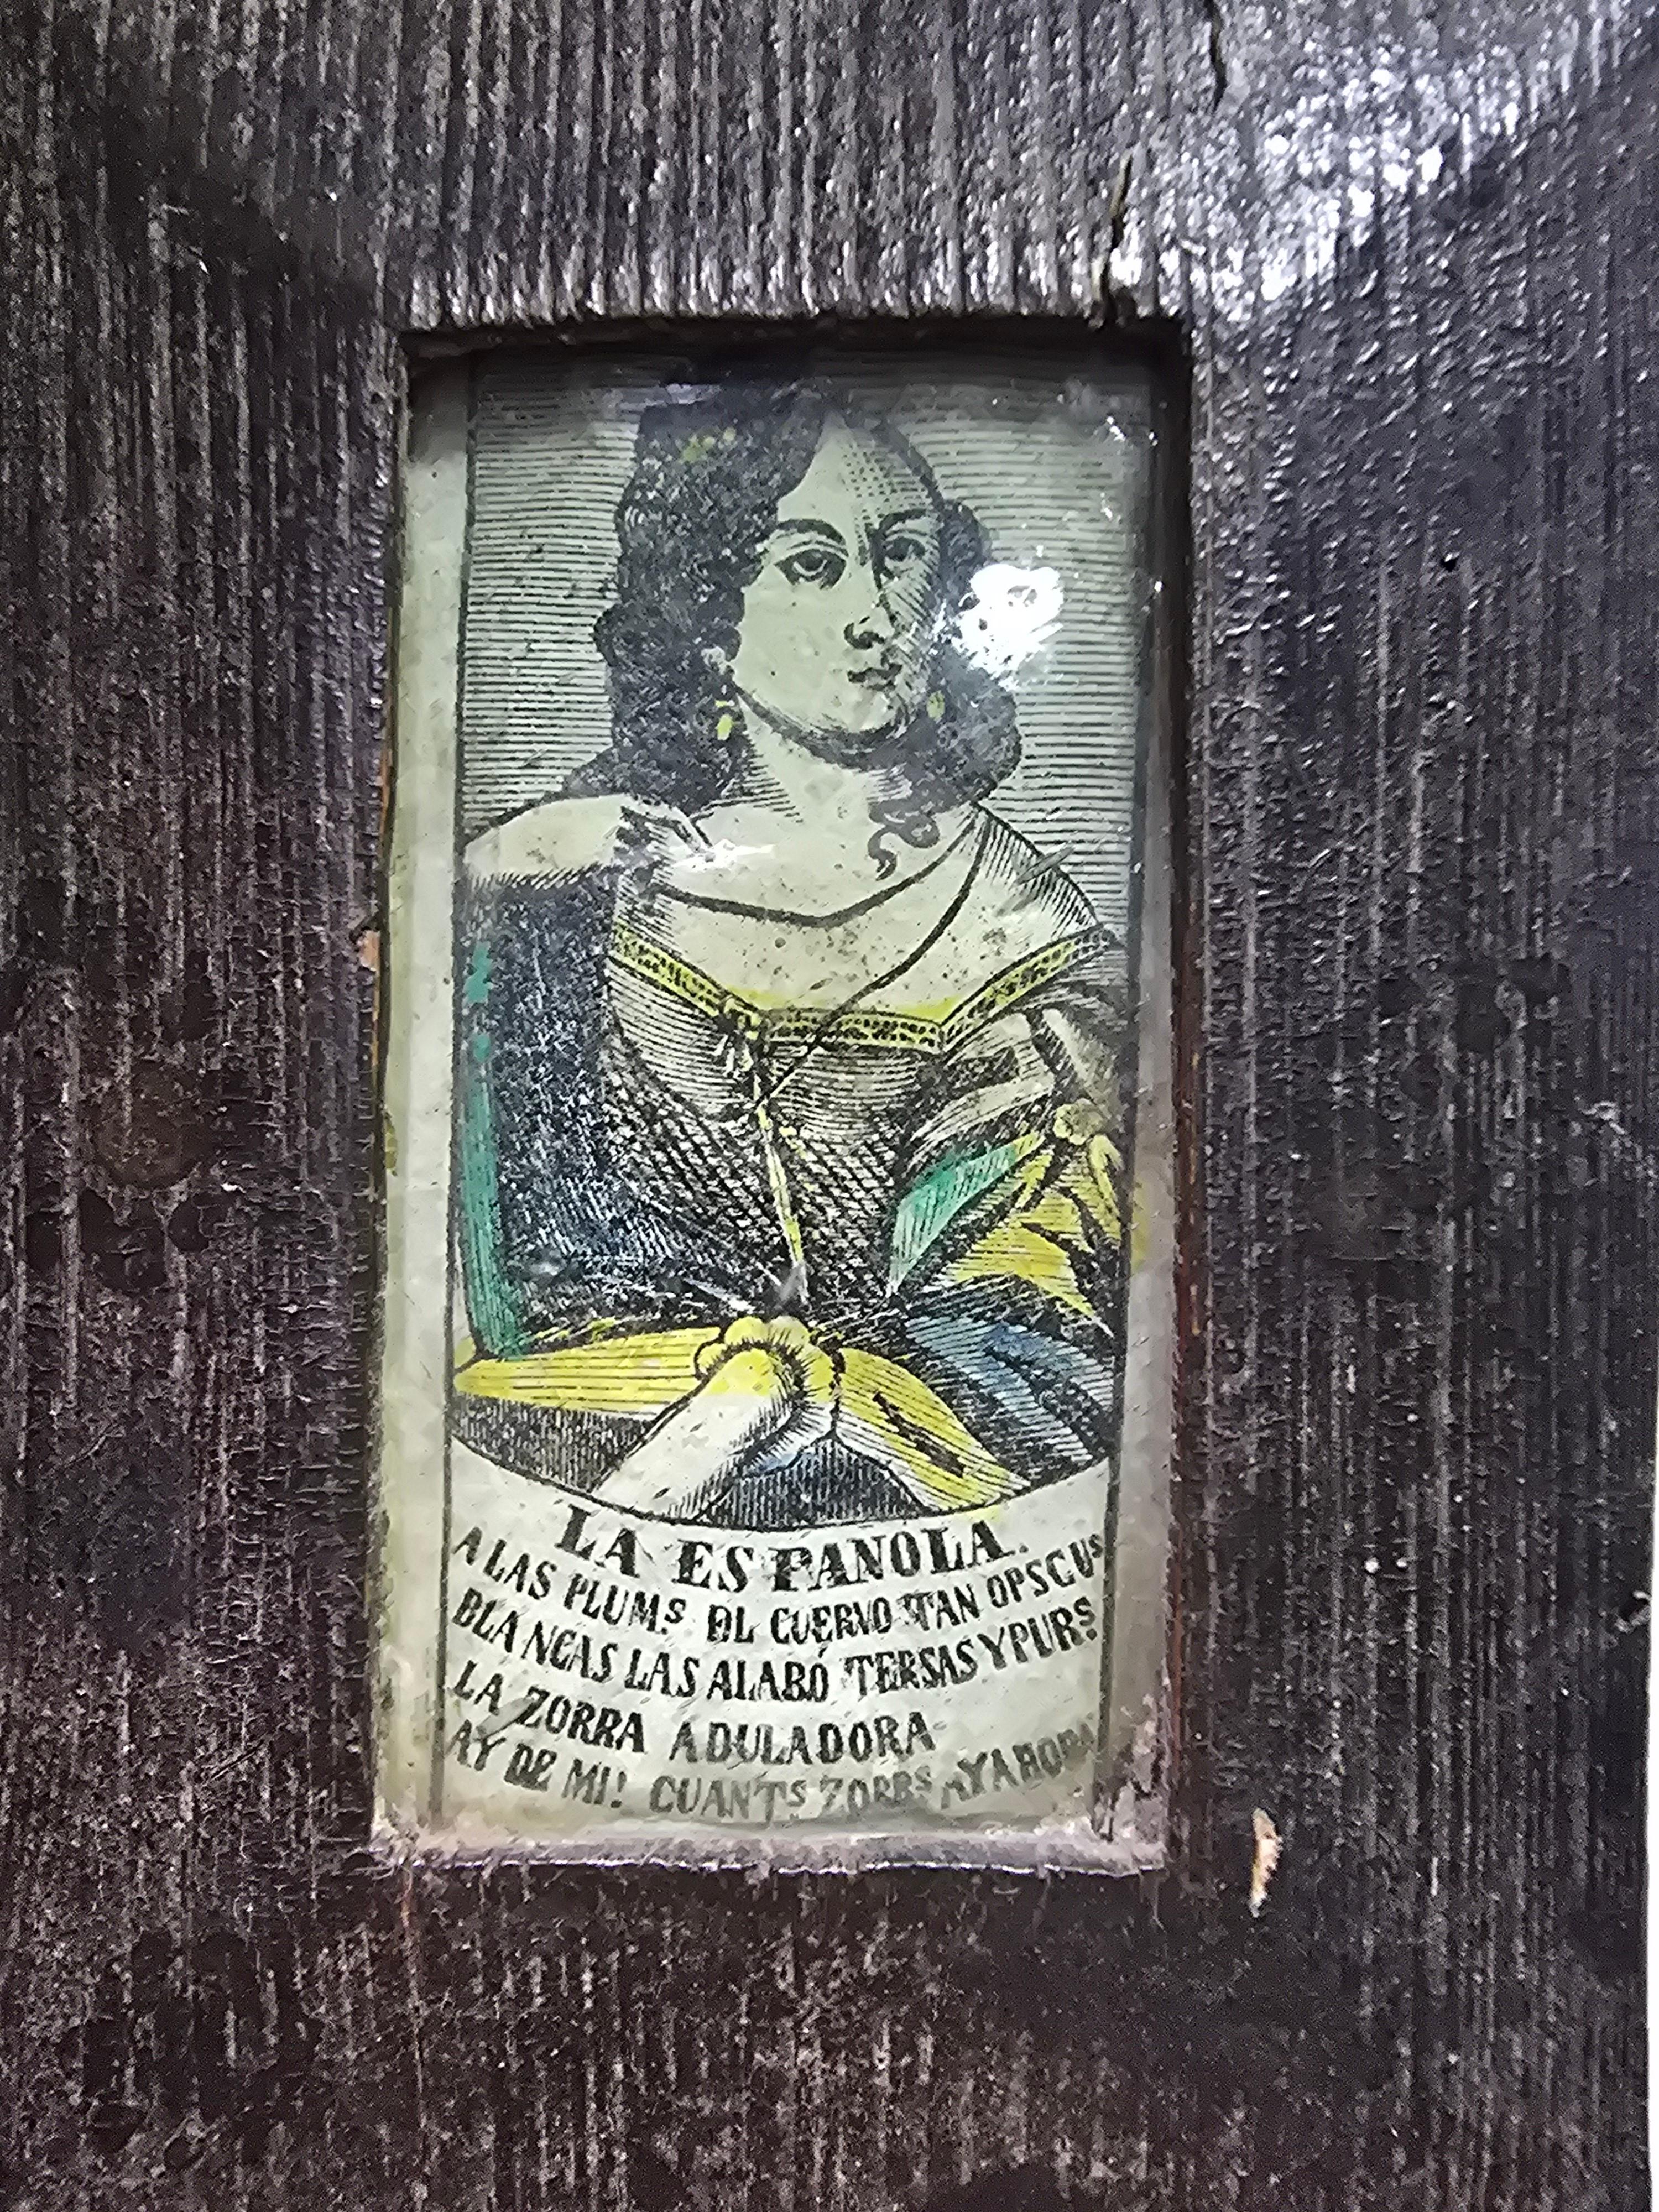 LA ESPANOLA.
A LAS PLUMS DL CUERVO TAN OPSCUS
BLANCAS LAS ALABÓ TERSAS Y PURS
LA ZORRA ADULADORA
AY DE MI! CUANTS ZORRS AY AHORA